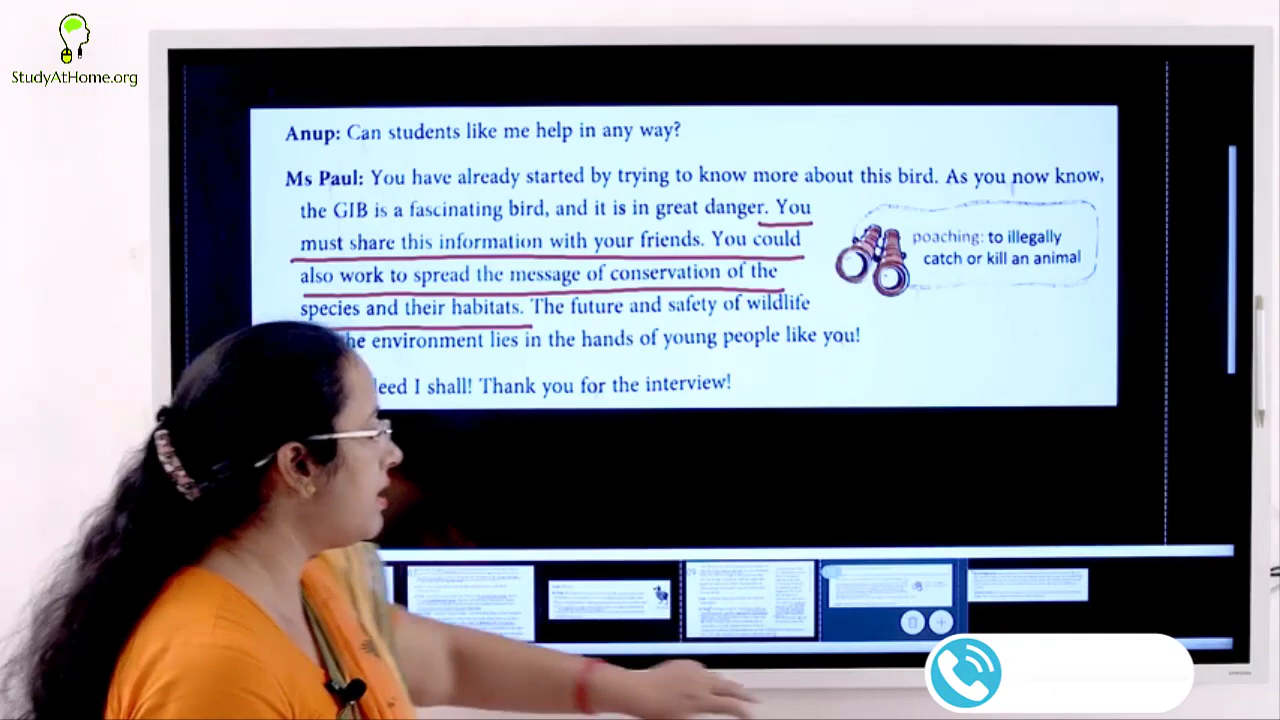 StudyAtHome.org
Anup: Can students like me help in any way?
Ms Paul: You have already started by trying to know more about this bird. As you now know,
the GIB is a fascinating bird, and it is in great danger. You
must share this information with your friends. You could
also work to spread the message of conservation of the
species and their habitats. The future and safety of wildlife
environment lies in the hands of young people like you!
I shall! Thank you for the interview!
poaching: to illegally
catch or kill an animal